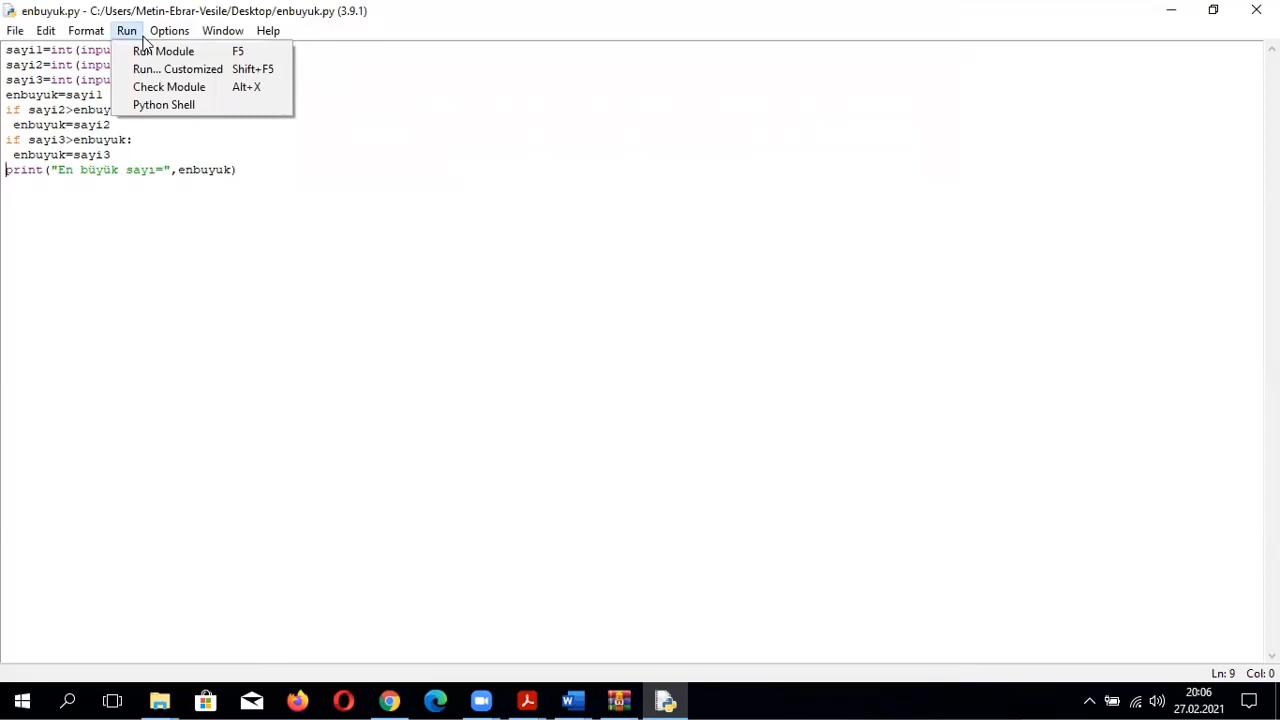 enbuyuk.py - C:/Users/Metin-Ebrar-Vesile/Desktop/enbuyuk.py (3.9.1)
File Edit Format Run Options Window Help
Run Module F5
Run... Customized Shift+F5
Check Module Alt+X
Python Shell
sayi1=int(inpu
sayi2=int(inpu
sayi3=int(inpu
enbuyuk=sayi1
if sayi2>enbuy
enbuyuk=sayi2
if sayi3>enbuyuk:
enbuyuk=sayi3
print("En büyük sayı=",enbuyuk)
Ln: 9 Col: 0
20:06
27.02.2021